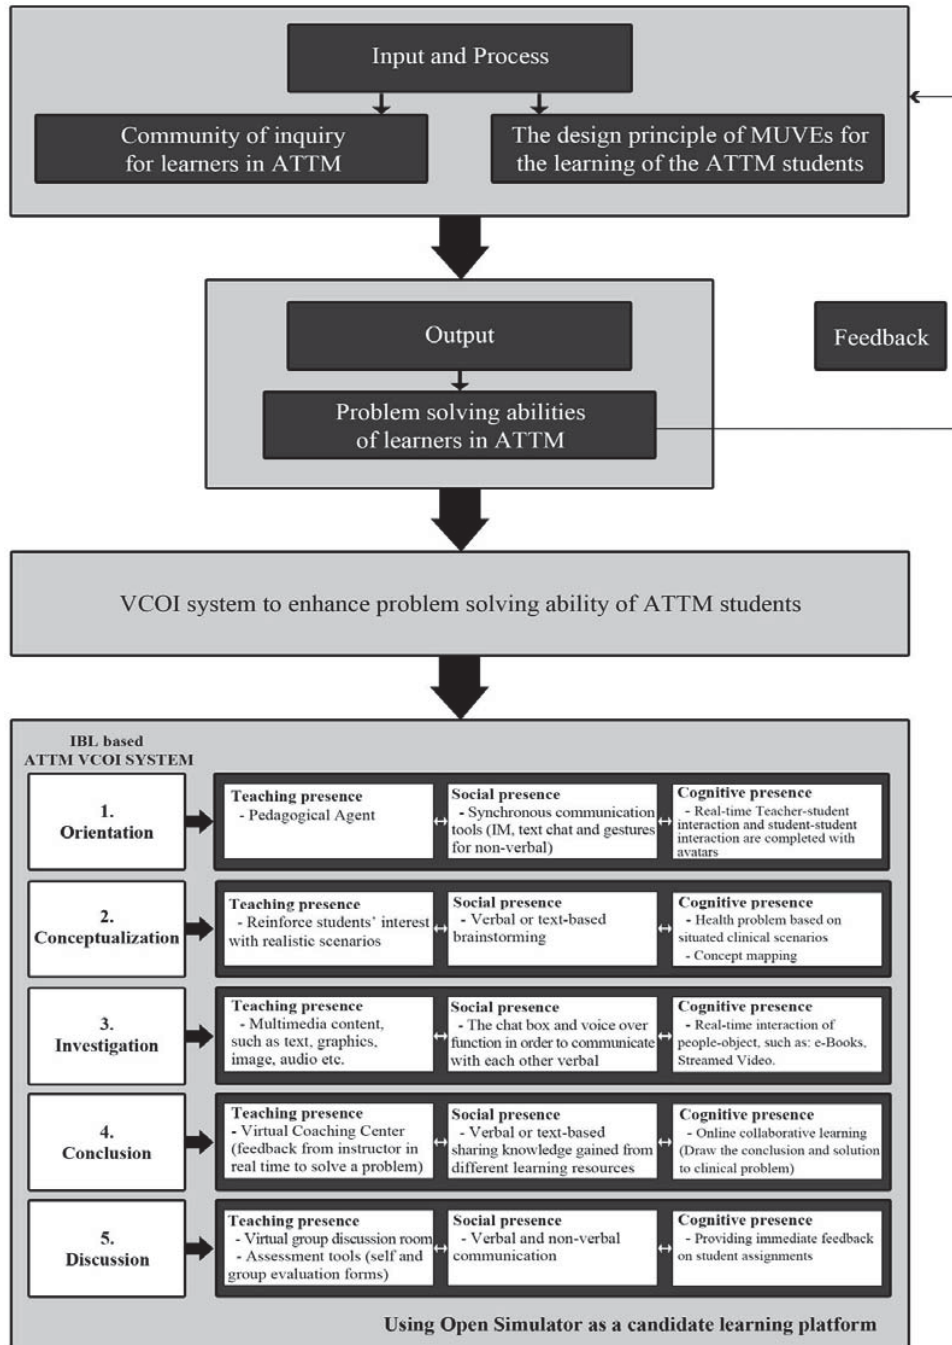 Input and Process
Community of inquiry
for learners in ATTM
The design principle of MUVEs for
the learning of the ATTM students
Output
Feedback
Problem solving abilities
of learners in ATTM
VCOI system to enhance problem solving ability of ATTM students
IBL based
ATTM VCOI SYSTEM
1.
Orientation
Teaching presence
- Pedagogical Agent
Social presence
- Synchronous communication
tools (IM, text chat and gestures
for non-verbal)
Cognitive presence
- Real-time Teacher-student
interaction and student-student
interaction are completed with
avatars
2.
Conceptualization
Teaching presence
- Reinforce students' interest
with realistic scenarios
Social presence
- Verbal or text-based
brainstorming
Cognitive presence
- Health problem based on
situated clinical scenarios
- Concept mapping
3.
Investigation
Teaching presence
- Multimedia content,
such as text, graphics,
image, audio etc.
Social presence
- The chat box and voice over
function in order to communicate
with each other verbal
Cognitive presence
- Real-time interaction of
people-object, such as: e-Books,
Streamed Video.
4.
Conclusion
Teaching presence
- Virtual Coaching Center
(feedback from instructor in
real time to solve a problem)
Social presence
- Verbal or text-based
sharing knowledge gained from
different learning resources
Cognitive presence
- Online collaborative learning
(Draw the conclusion and solution
to clinical problem)
5.
Discussion
Teaching presence
- Virtual group discussion room
- Assessment tools (self and
group evaluation forms)
Social presence
- Verbal and non-verbal
communication
Cognitive presence
- Providing immediate feedback
on student assignments
Using Open Simulator as a candidate learning platform